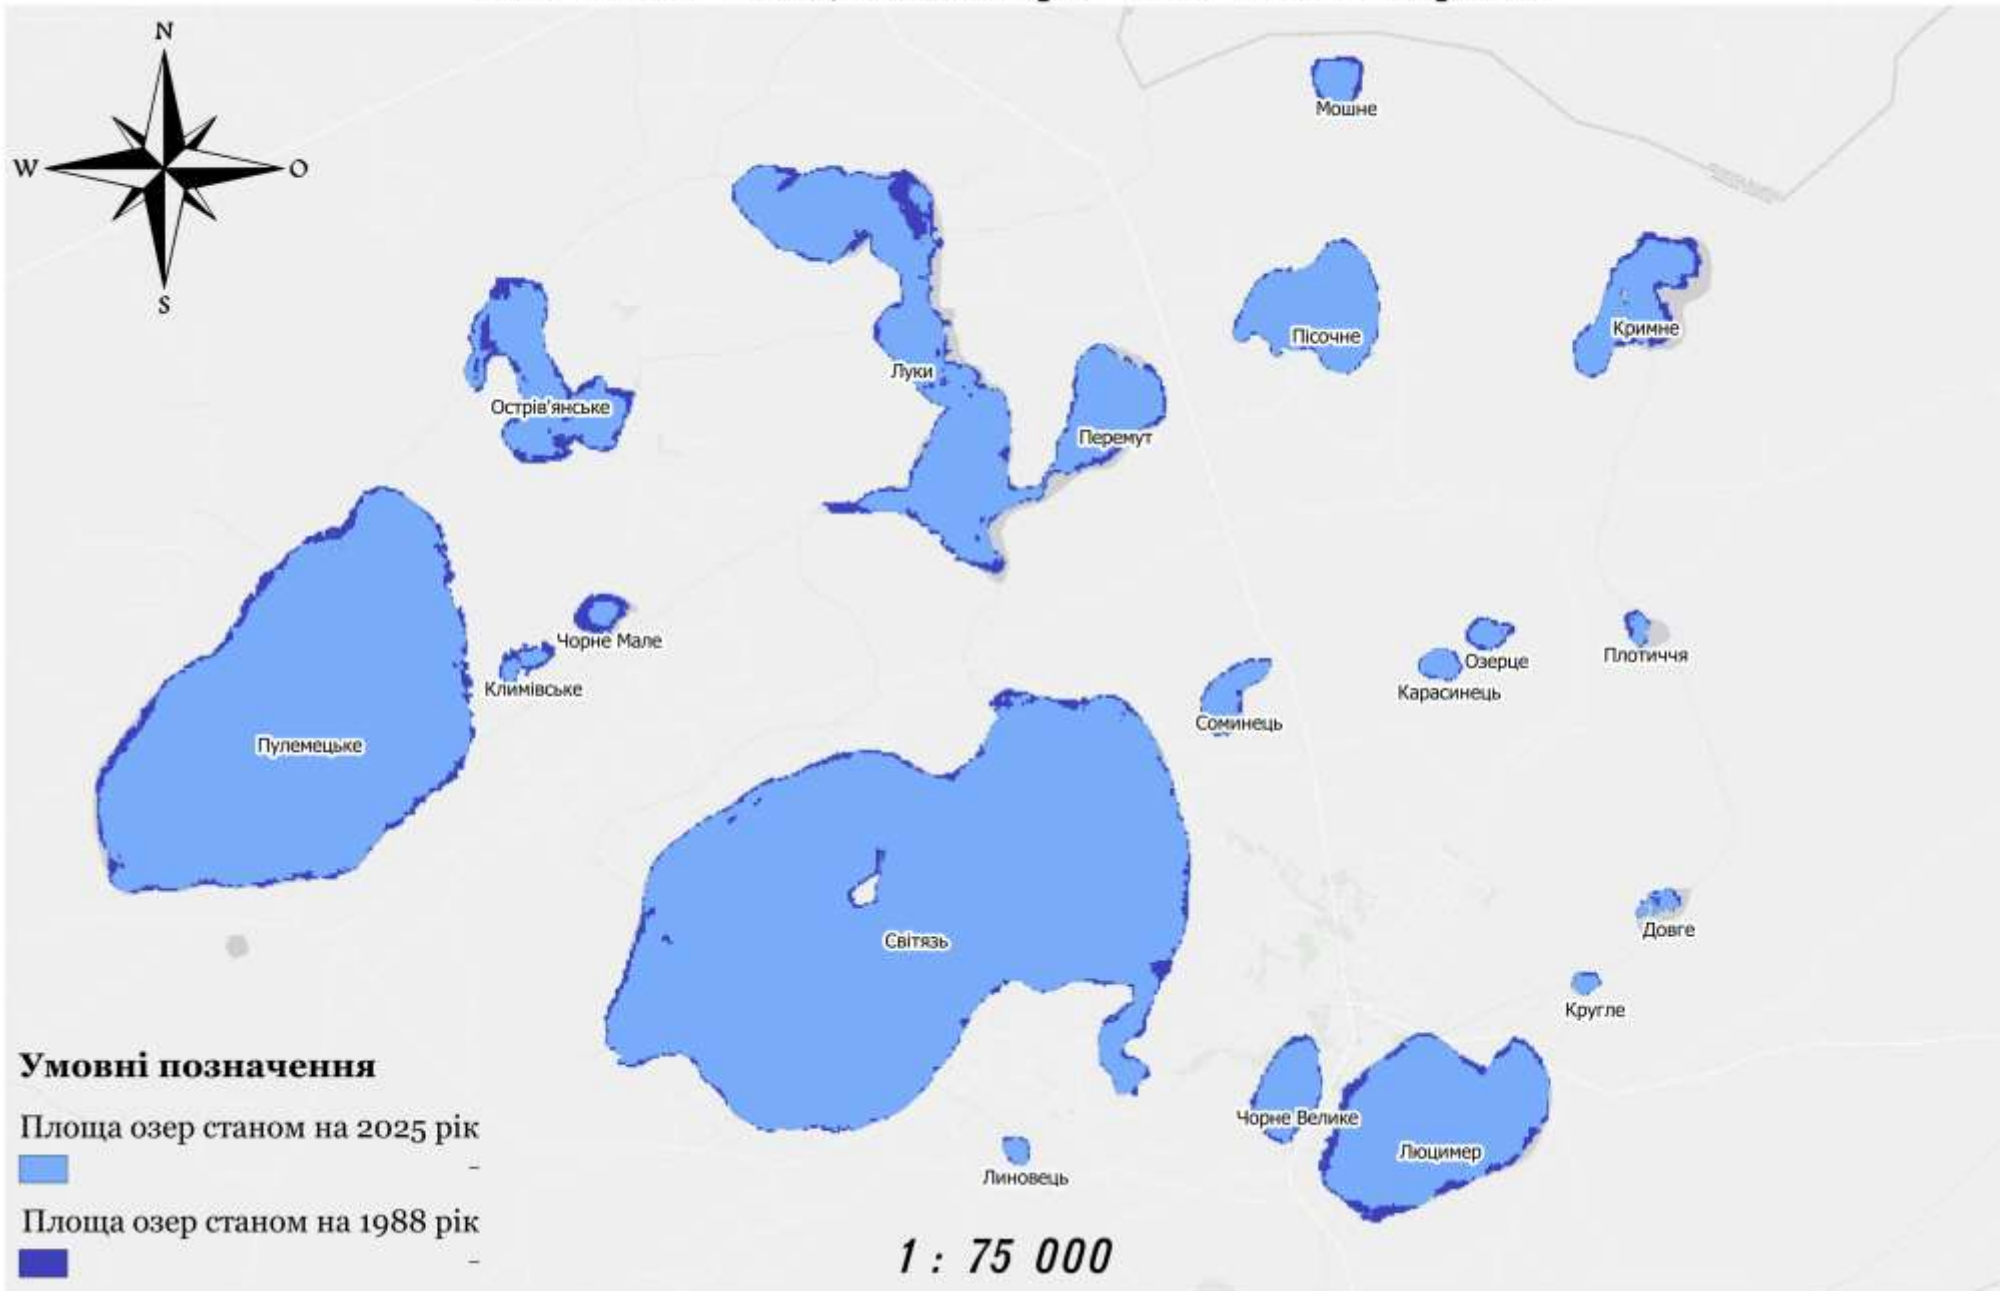 N
W
O
S
Мошне
Пісочне
Кримне
Луки
Острів'янське
Перемут
Чорне Мале
Климівське
Озерце
Плотиччя
Карасинець
Соминець
Пулемецьке
Світязь
Довге
Кругле
Чорне Велике
Люцимер
Линовець
Умовні позначення
Площа озер станом на 2025 рік
–
Площа озер станом на 1988 рік
–
1 : 75 000